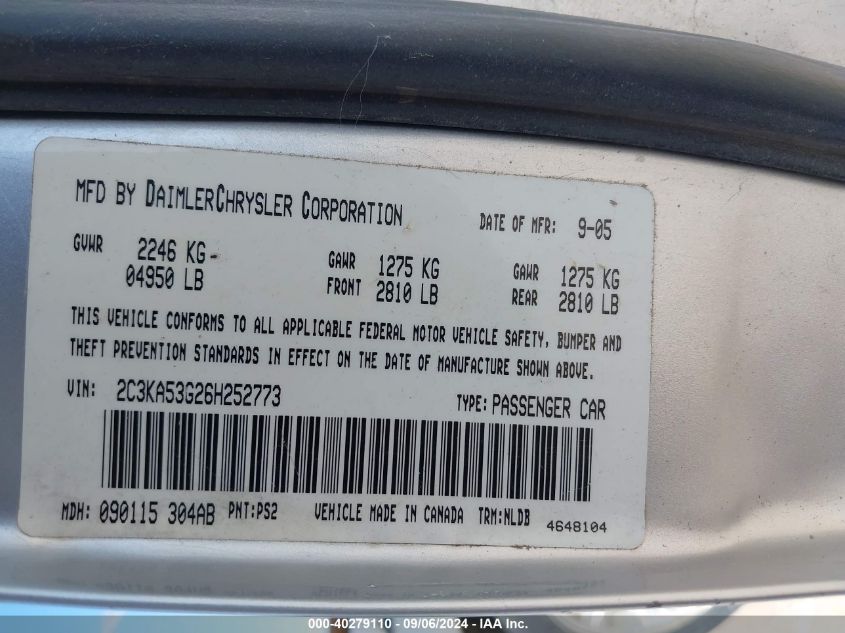 MFD BY DAIMLERCHRYSLER CORPORATION DATE OF MFR: 9-05
GVWR 2246 KG GAWR 1275 KG GAWR 1275 KG
04950 LB FRONT 2810 LB REAR 2810 LB
THIS VEHICLE CONFORMS TO ALL APPLICABLE FEDERAL MOTOR VEHICLE SAFETY, BUMPER AND
THEFT PREVENTION STANDARDS IN EFFECT ON THE DATE OF MANUFACTURE SHOWN ABOVE.
VIN: 2C3KA53G26H252773 TYPE: PASSENGER CAR
MDH: 090115 304AB PNT:PS2 VEHICLE MADE IN CANADA TRM:NLDB 4648104
000-40279110 - 09/06/2024 - IAA Inc.